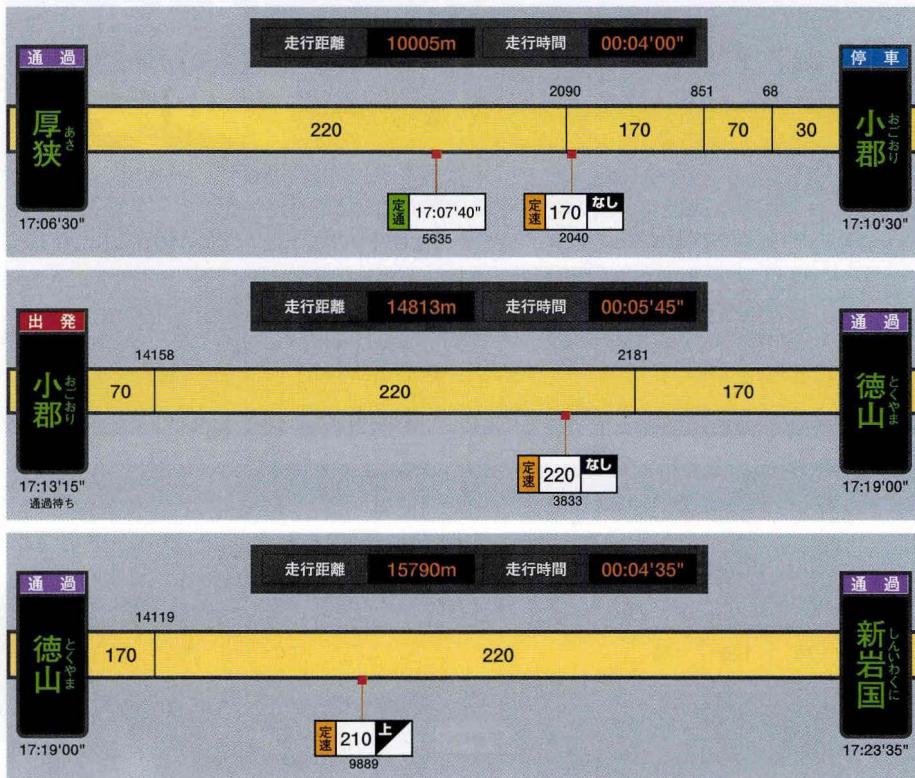 走行距離 10005m 走行時間 00:04'00"
通過
厚狭
あさ
17:06'30"
2090 851 68
220 170 70 30
定通 17:07'40"
5635
定速 170 なし
2040
停車
小郡
おごおり
17:10'30"
走行距離 14813m 走行時間 00:05'45"
出発
小郡
おごおり
17:13'15"
通過待ち
14158 2181
70 220 170
定速 220 なし
3833
通過
徳山
とくやま
17:19'00"
走行距離 15790m 走行時間 00:04'35"
通過
徳山
とくやま
17:19'00"
14119
170 220
定速 210 上
9889
通過
新岩国
しんいわくに
17:23'35"